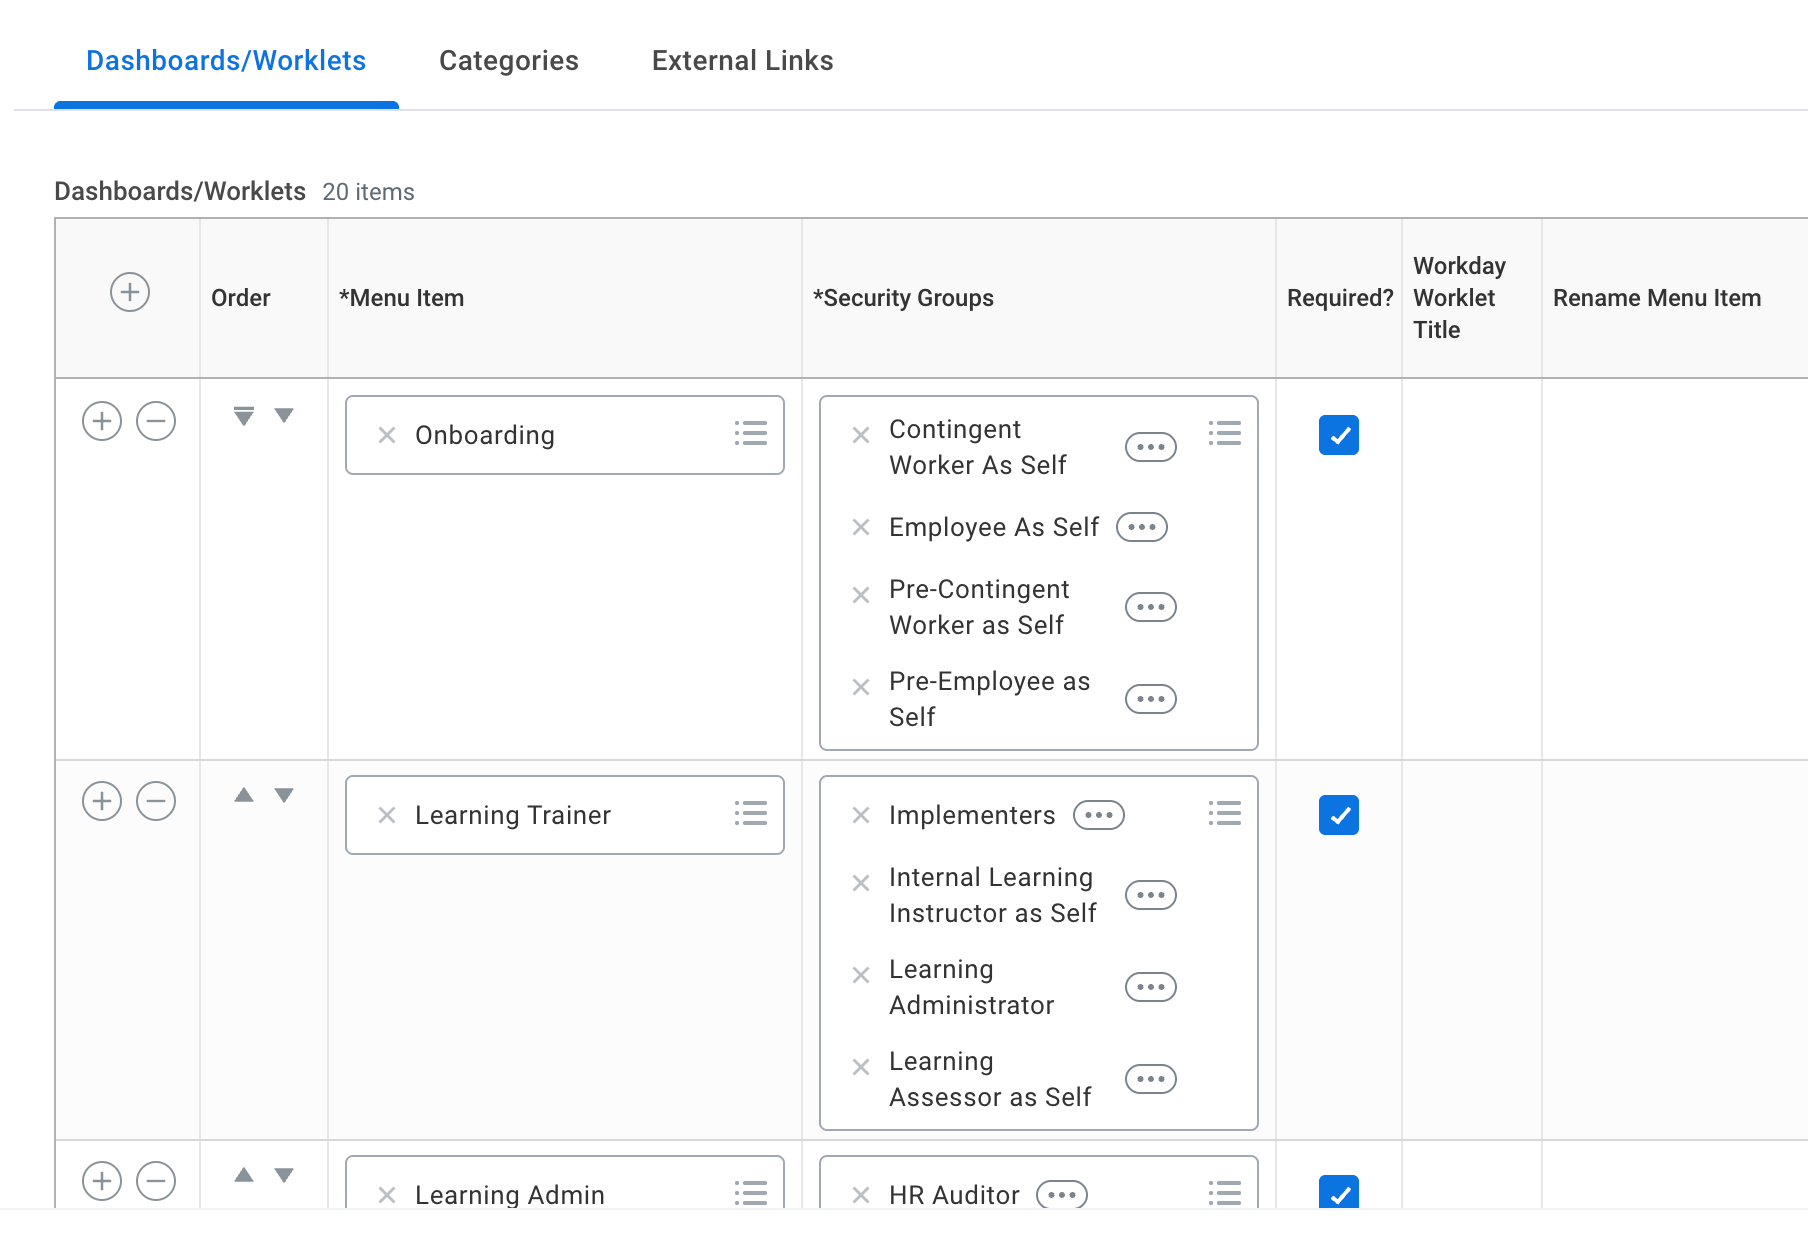 Dashboards/Worklets Categories External Links
Dashboards/Worklets 20 items
Order *Menu Item *Security Groups Required? Workday Worklet Title Rename Menu Item
Onboarding
Contingent
Worker As Self
Employee As Self
Pre-Contingent
Worker as Self
Pre-Employee as
Self
Learning Trainer
Implementers
Internal Learning
Instructor as Self
Learning
Administrator
Learning
Assessor as Self
Learning Admin
HR Auditor